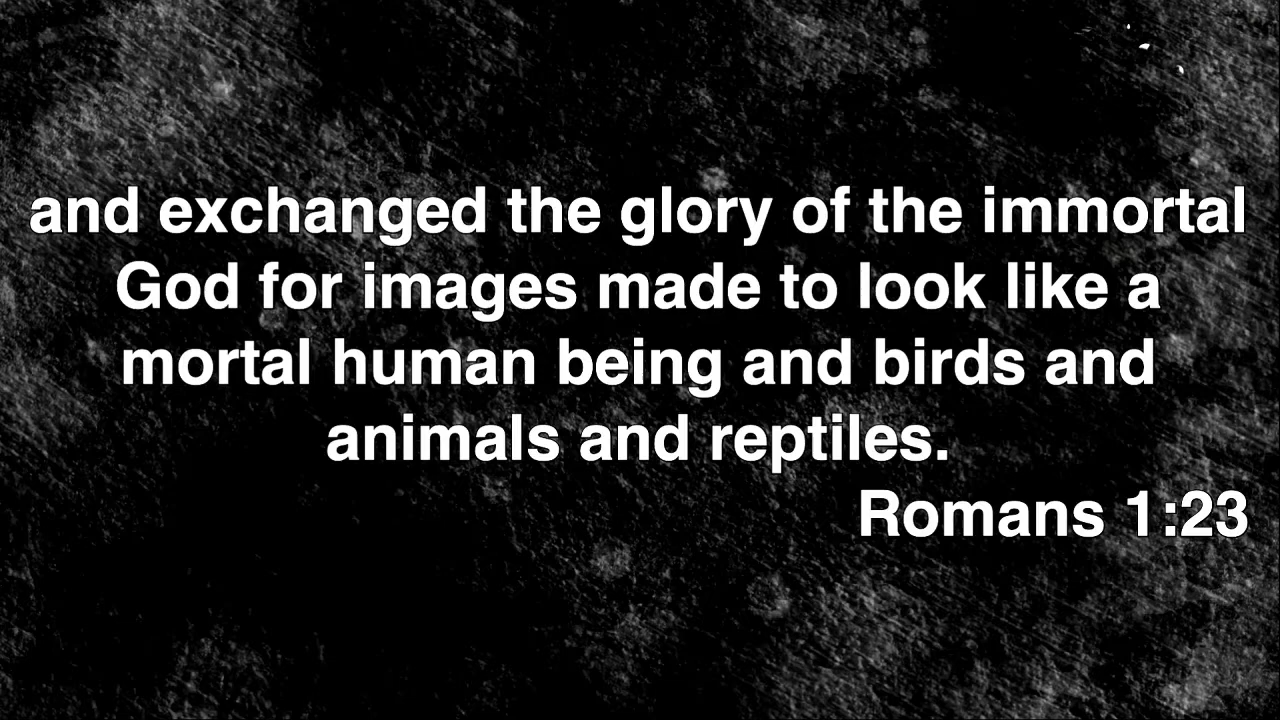 and exchanged the glory of the immortal
God for images made to look like a
mortal human being and birds and
animals and reptiles.
Romans 1:23